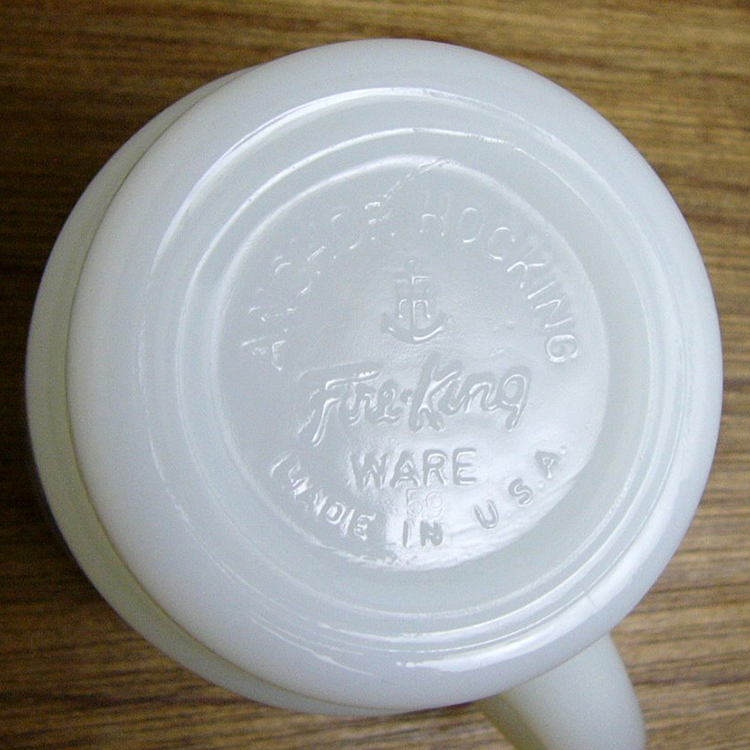 ANCHOR HOCKING
H
Fire-King
WARE
59
MADE IN U.S.A.